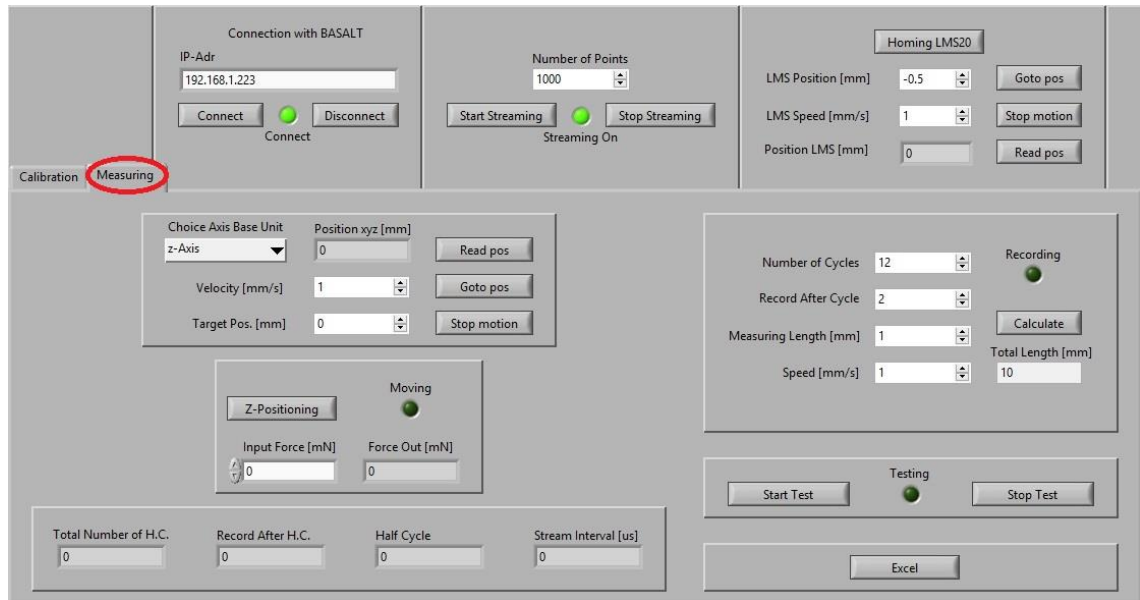 Connection with BASALT
IP-Adr
192.168.1.223
Connect
Disconnect
Connect
Number of Points
1000
Start Streaming
Stop Streaming
Streaming On
Homing LMS20
LMS Position [mm]
-0.5
Goto pos
LMS Speed [mm/s]
1
Stop motion
Position LMS [mm]
0
Read pos
Calibration
Measuring
Choice Axis Base Unit
Position xyz [mm]
z-Axis
0
Read pos
Velocity [mm/s]
1
Goto pos
Target Pos. [mm]
0
Stop motion
Z-Positioning
Moving
Input Force [mN]
Force Out [mN]
0
0
Total Number of H.C.
Record After H.C.
Half Cycle
Stream Interval [us]
0
0
0
0
Number of Cycles
12
Recording
Record After Cycle
2
Measuring Length [mm]
1
Calculate
Total Length [mm]
Speed [mm/s]
1
10
Testing
Start Test
Stop Test
Excel